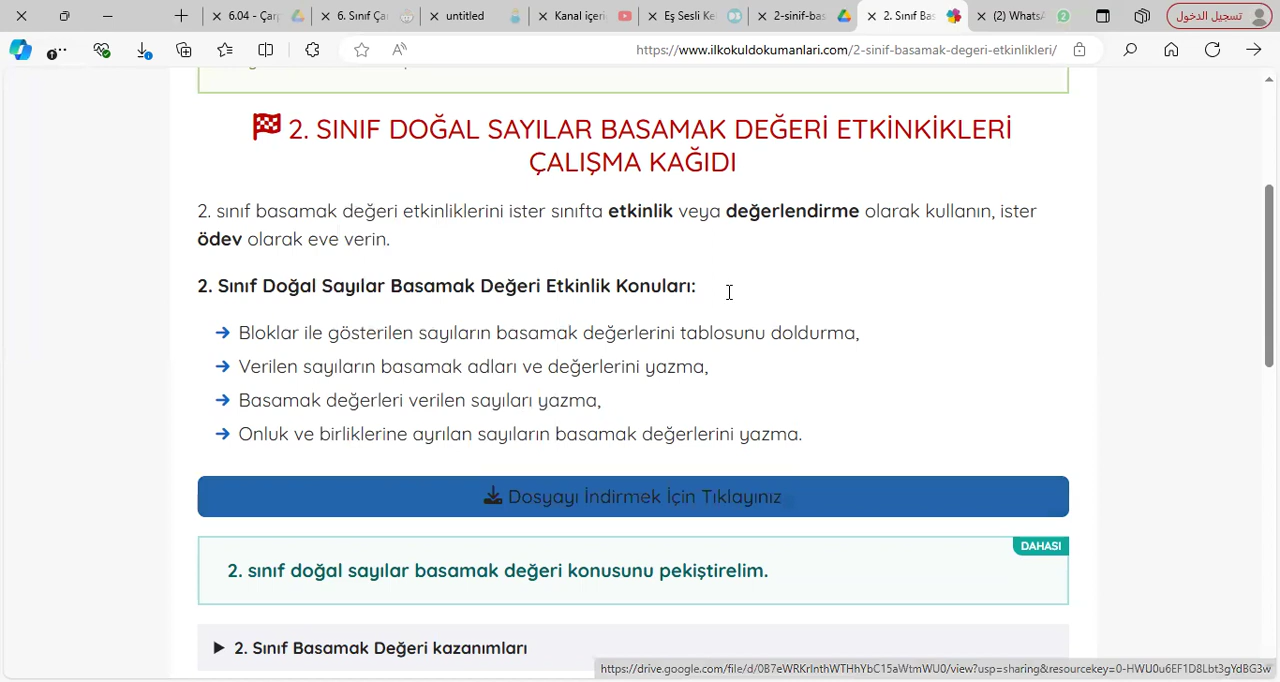 6.04 - Çarp
6. Sınıf Ça
untitled
Kanal içeri
Eş Sesli Ke
2-sinif-bas
2. Sınıf Bas
(2) WhatsA
تسجيل الدخول
https://www.ilkokuldokumanlari.com/2-sinif-basamak-degeri-etkinlikleri/
2. SINIF DOĞAL SAYILAR BASAMAK DEĞERİ ETKİNKİKLERİ
ÇALIŞMA KAĞIDI
2. sınıf basamak değeri etkinliklerini ister sınıfta etkinlik veya değerlendirme olarak kullanın, ister
ödev olarak eve verin.
2. Sınıf Doğal Sayılar Basamak Değeri Etkinlik Konuları:
Bloklar ile gösterilen sayıların basamak değerlerini tablosunu doldurma,
Verilen sayıların basamak adları ve değerlerini yazma,
Basamak değerleri verilen sayıları yazma,
Onluk ve birliklerine ayrılan sayıların basamak değerlerini yazma.
Dosyayı İndirmek İçin Tıklayınız
DAHASI
2. sınıf doğal sayılar basamak değeri konusunu pekiştirelim.
2. Sınıf Basamak Değeri kazanımları
https://drive.google.com/file/d/0B7eWRKrInthWTHhYbC15aWtmWU0/view?usp=sharing&resourcekey=0-HWU0u6EF1D8Lbt3gYdBG3w